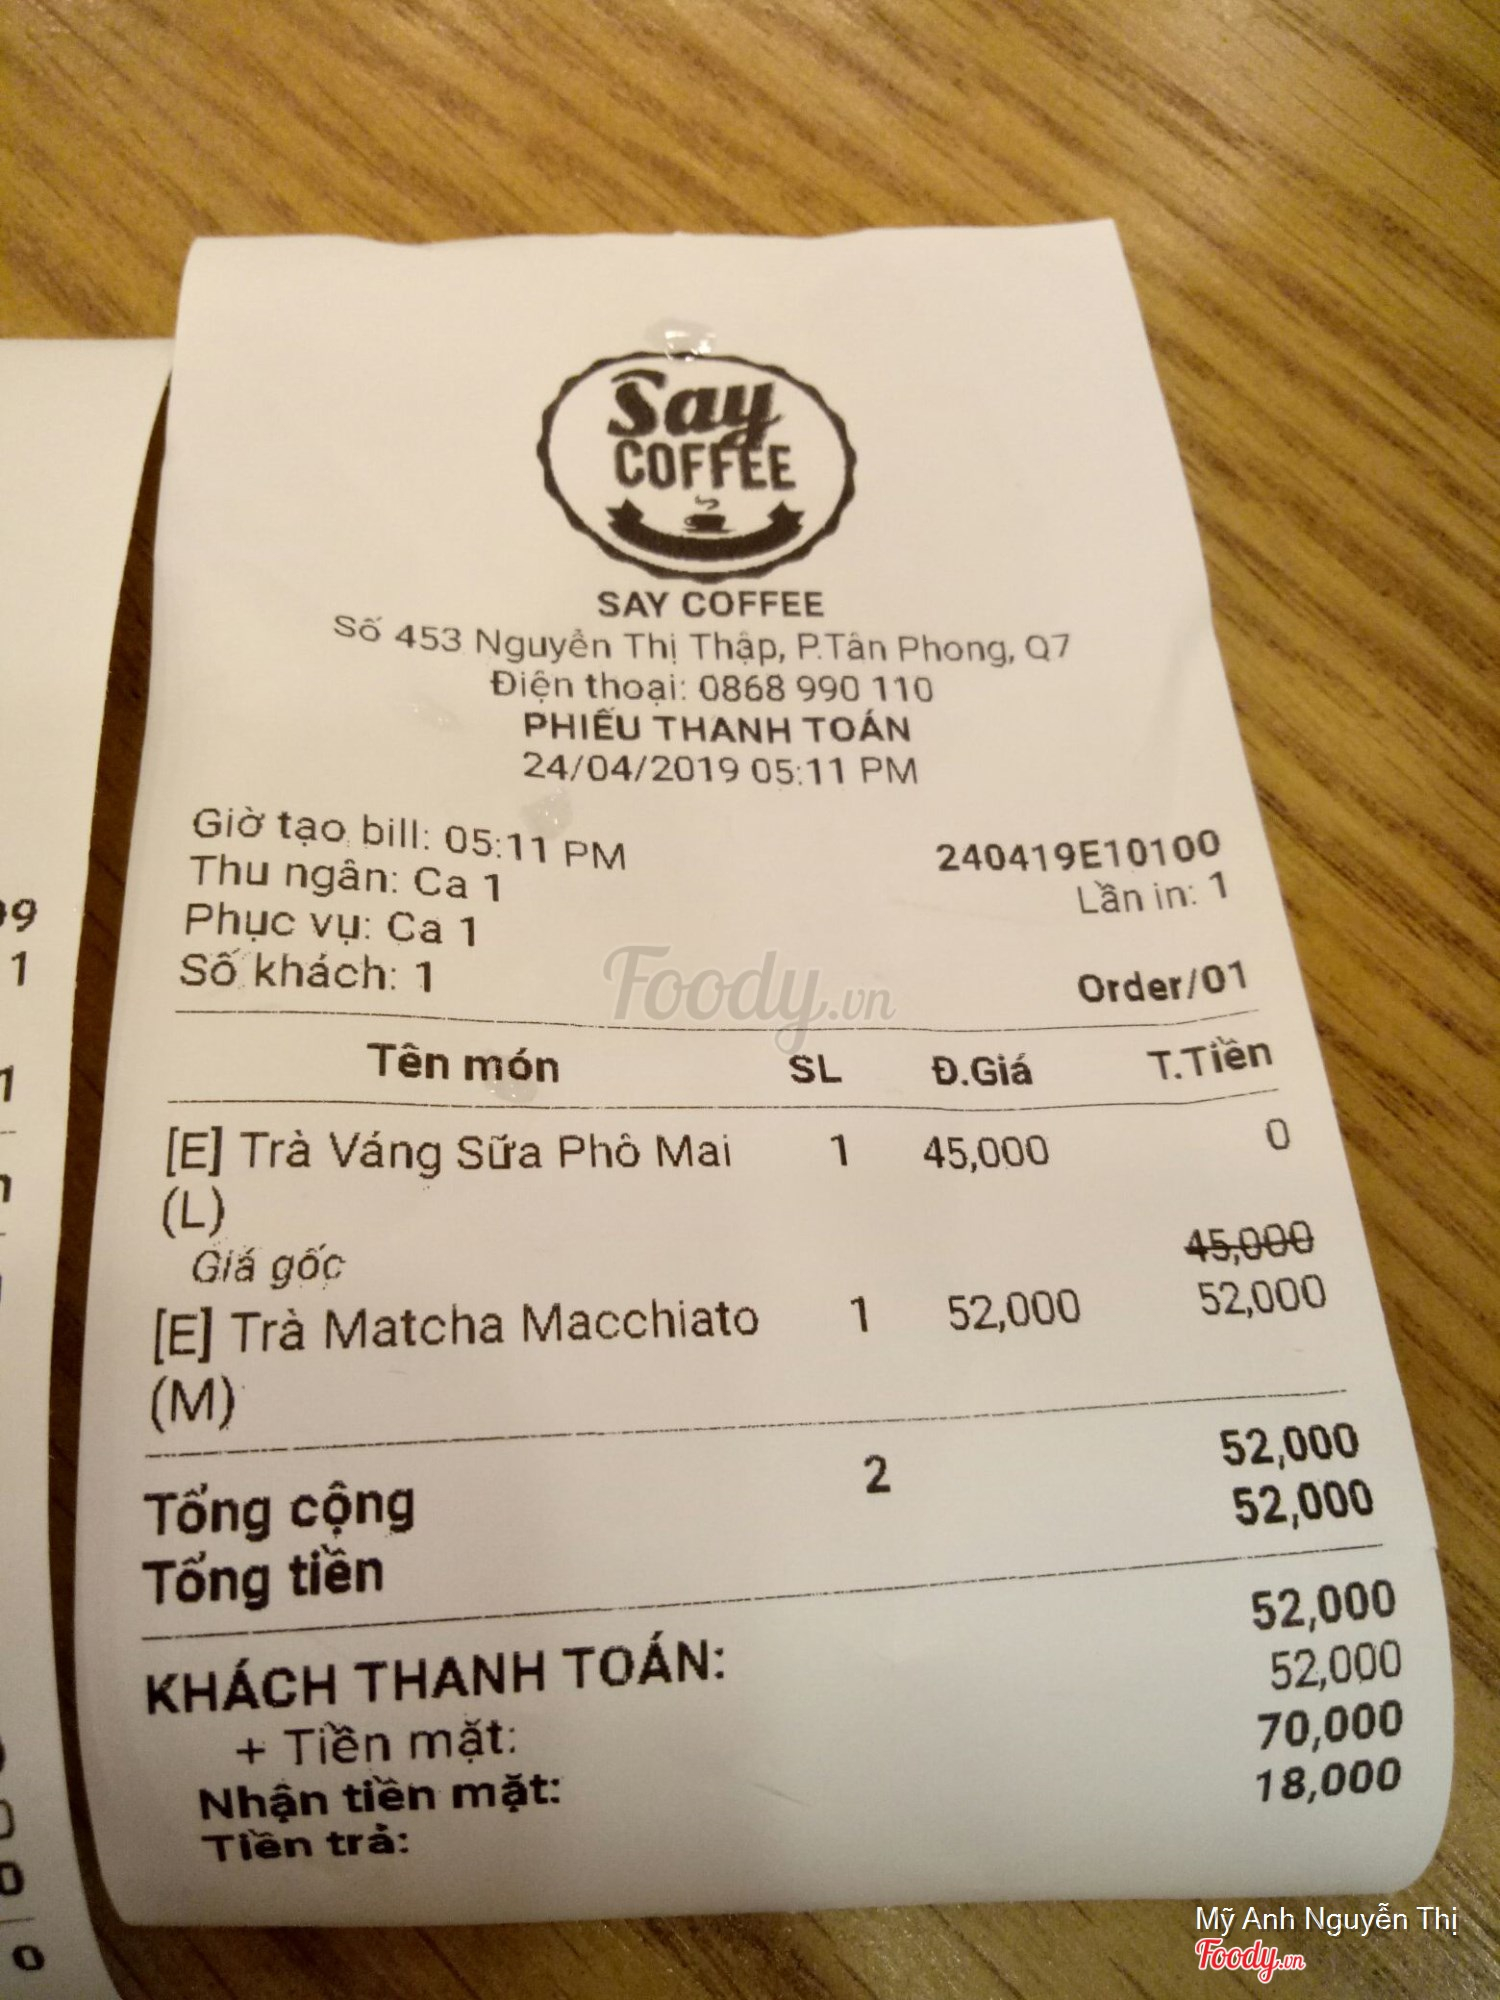 Say
COFFEE
SAY COFFEE
Số 453 Nguyễn Thị Thập, P.Tân Phong, Q7
Điện thoại: 0868 990 110
PHIẾU THANH TOÁN
24/04/2019 05:11 PM
Giờ tạo bill: 05:11 PM
240419E10100
Thu ngân: Ca 1
Lần in: 1
Phục vụ: Ca 1
Số khách: 1
Order/01
Foody.vn
Tên món SL Đ.Giá T.Tiền
[E] Trà Váng Sữa Phô Mai 1 45,000 0
(L)
Giá gốc 45,000
[E] Trà Matcha Macchiato 1 52,000 52,000
(M)
Tổng cộng 2 52,000
Tổng tiền 52,000
KHÁCH THANH TOÁN: 52,000
+ Tiền mặt: 52,000
Nhận tiền mặt: 70,000
Tiền trả: 18,000
99
1
1
0
0
Mỹ Anh Nguyễn Thị
Foody.vn